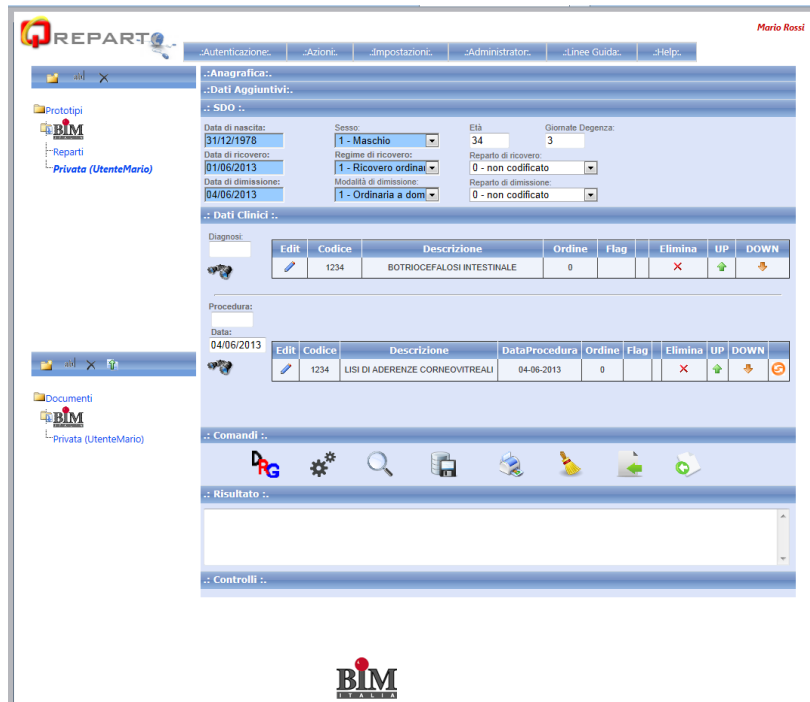 QREPARTO
Mario Rossi
.:Autenticazione:. .:Azioni:. .:Impostazioni:. .:Administrator:. .:Linee Guida:. .:Help:.
.:Anagrafica:.
.:Dati Aggiuntivi:.
.: SDO :.
Prototipi
BIM
ITALIA
Reparti
Privata (UtenteMario)
Data di nascita: Sesso: Età Giornate Degenza:
31/12/1978 1 - Maschio 34 3
Data di ricovero: Regime di ricovero: Reparto di ricovero:
01/06/2013 1 - Ricovero ordinar 0 - non codificato
Data di dimissione: Modalità di dimissione: Reparto di dimissione:
04/06/2013 1 - Ordinaria a dom 0 - non codificato
.: Dati Clinici :.
Diagnosi:
Edit Codice Descrizione Ordine Flag Elimina UP DOWN
1234 BOTRIOCEFALOSI INTESTINALE 0
Procedura:
Data:
04/06/2013
Edit Codice Descrizione DataProcedura Ordine Flag Elimina UP DOWN
1234 LISI DI ADERENZE CORNEOVITREALI 04-06-2013 0
Documenti
BIM
ITALIA
Privata (UtenteMario)
.: Comandi :.
DRG
.: Risultato :.
.: Controlli :.
BIM
ITALIA